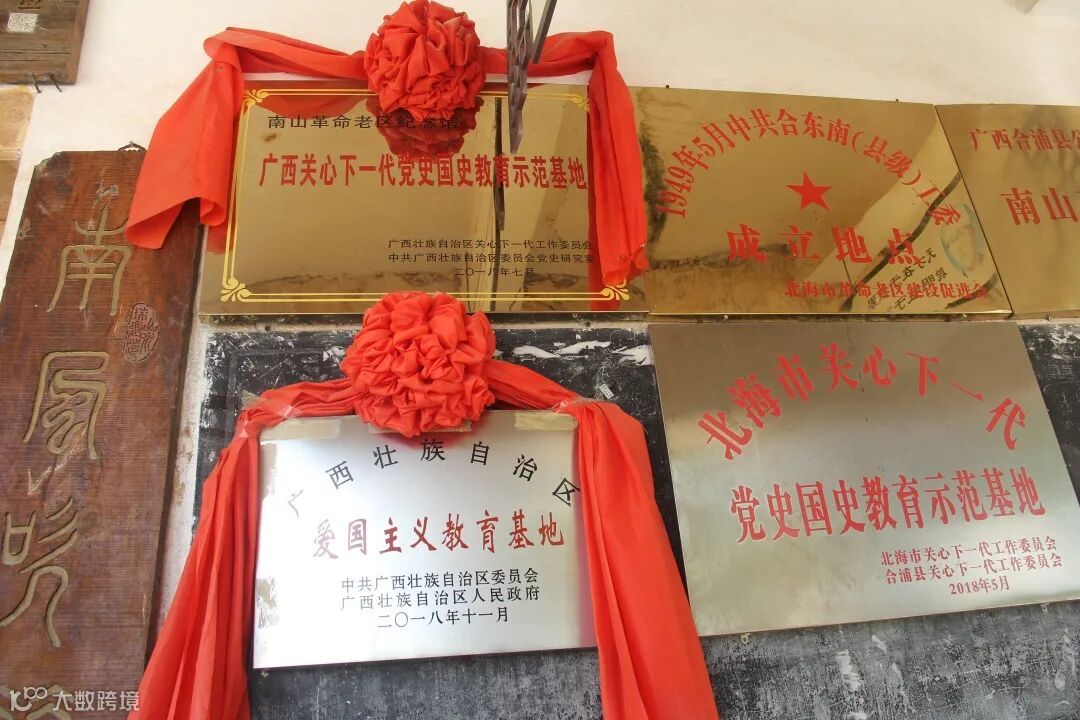 南山革命老区纪念馆
广西关心下一代党史国史教育示范基地
广西壮族自治区关心下一代工作委员会
中共广西壮族自治区委员会党史研究室
二〇一八年七月
1949年5月中共合东南(县级)工委
成立地点
北海市革命老区建设促进会
广西合浦县公
南山
广西壮族自治区
爱国主义教育基地
中共广西壮族自治区委员会
广西壮族自治区人民政府
二〇一八年十一月
北海市关心下一代
党史国史教育示范基地
北海市关心下一代工作委员会
合浦县关心下一代工作委员会
2018年5月
南
大数跨境